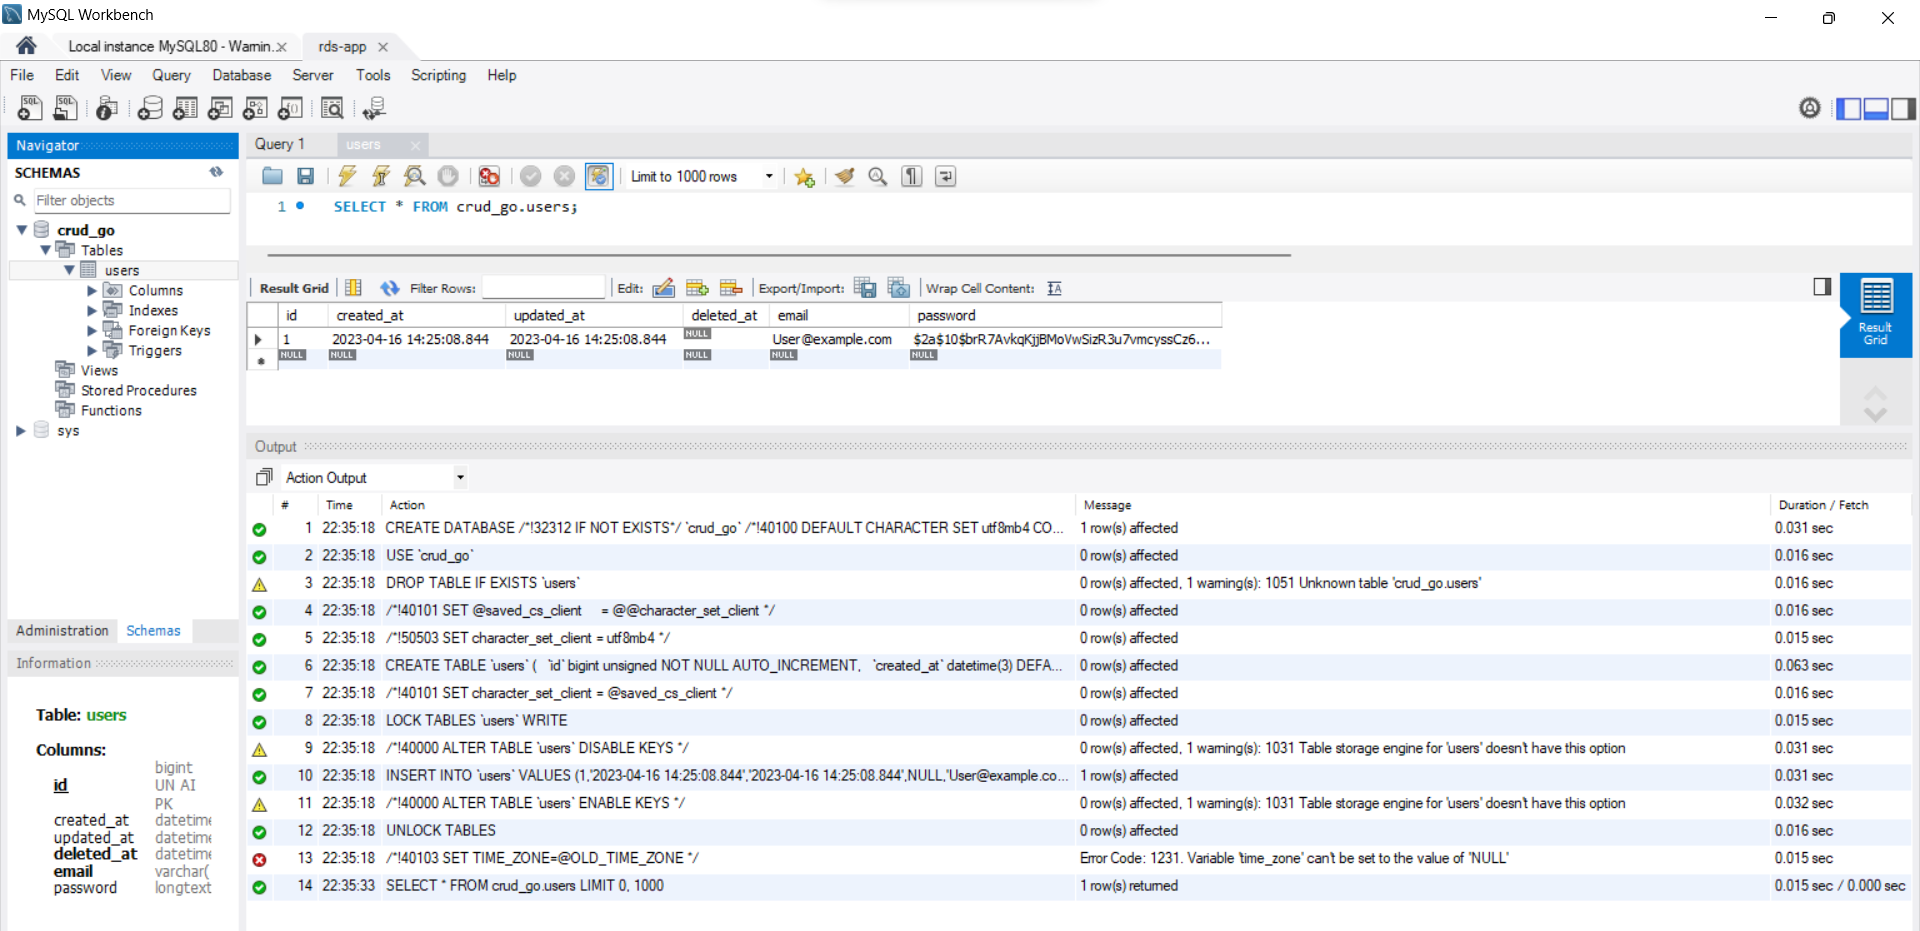 MySQL Workbench
Local instance MySQL80 - Warnin.
rds-app
File Edit View Query Database Server Tools Scripting Help
Navigator
SCHEMAS
Filter objects
crud_go
Tables
users
Columns
Indexes
Foreign Keys
Triggers
Views
Stored Procedures
Functions
sys
Administration Schemas
Information
Table: users
Columns:
id bigint UN AI PK
created_at datetime
updated_at datetime
deleted_at datetime
email varchar(
password longtext
Query 1 users
Limit to 1000 rows
1 SELECT * FROM crud_go.users;
Result Grid Filter Rows: Edit: Export/Import: Wrap Cell Content:
id created_at updated_at deleted_at email password
1 2023-04-16 14:25:08.844 2023-04-16 14:25:08.844 NULL User@example.com $2a$10$brR7AvkqKjjBMoVwSizR3u7vmcyssCz6...
NULL NULL NULL NULL NULL NULL
Result Grid
Output
Action Output
# Time Action Message Duration / Fetch
1 22:35:18 CREATE DATABASE /*!32312 IF NOT EXISTS*/ `crud_go` /*!40100 DEFAULT CHARACTER SET utf8mb4 CO... 1 row(s) affected 0.031 sec
2 22:35:18 USE `crud_go` 0 row(s) affected 0.016 sec
3 22:35:18 DROP TABLE IF EXISTS `users` 0 row(s) affected, 1 warning(s): 1051 Unknown table 'crud_go.users' 0.016 sec
4 22:35:18 /*!40101 SET @saved_cs_client = @@character_set_client */ 0 row(s) affected 0.016 sec
5 22:35:18 /*!50503 SET character_set_client = utf8mb4 */ 0 row(s) affected 0.015 sec
6 22:35:18 CREATE TABLE `users` ( `id` bigint unsigned NOT NULL AUTO_INCREMENT, `created_at` datetime(3) DEFA... 0 row(s) affected 0.063 sec
7 22:35:18 /*!40101 SET character_set_client = @saved_cs_client */ 0 row(s) affected 0.016 sec
8 22:35:18 LOCK TABLES `users` WRITE 0 row(s) affected 0.015 sec
9 22:35:18 /*!40000 ALTER TABLE `users` DISABLE KEYS */ 0 row(s) affected, 1 warning(s): 1031 Table storage engine for 'users' doesn't have this option 0.031 sec
10 22:35:18 INSERT INTO `users` VALUES (1,'2023-04-16 14:25:08.844','2023-04-16 14:25:08.844',NULL,'User@example.co... 1 row(s) affected 0.031 sec
11 22:35:18 /*!40000 ALTER TABLE `users` ENABLE KEYS */ 0 row(s) affected, 1 warning(s): 1031 Table storage engine for 'users' doesn't have this option 0.032 sec
12 22:35:18 UNLOCK TABLES 0 row(s) affected 0.016 sec
13 22:35:18 /*!40103 SET TIME_ZONE=@OLD_TIME_ZONE */ Error Code: 1231. Variable 'time_zone' can't be set to the value of 'NULL' 0.015 sec
14 22:35:33 SELECT * FROM crud_go.users LIMIT 0, 1000 1 row(s) returned 0.015 sec / 0.000 sec